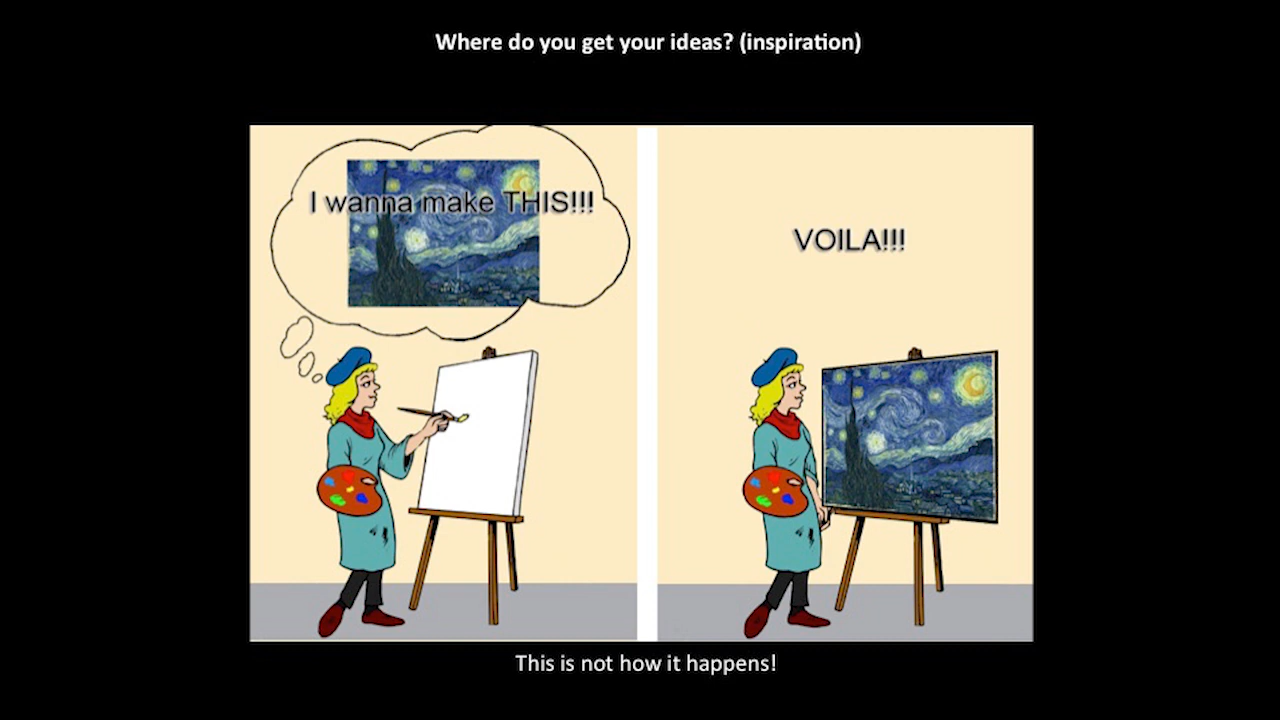 Where do you get your ideas? (inspiration)
I wanna make THIS!!!
VOILA!!!
This is not how it happens!